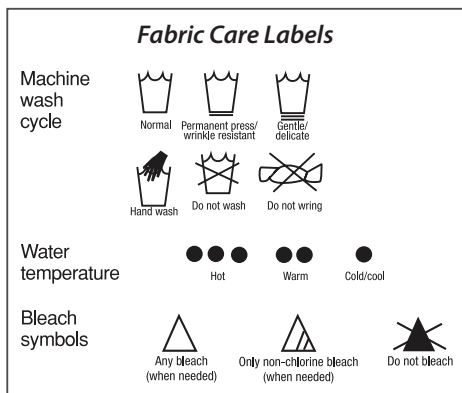 Fabric Care Labels
Machine
wash
cycle
Normal
Permanent press/
wrinkle resistant
Gentle/
delicate
Hand wash
Do not wash
Do not wring
Water
temperature
Hot
Warm
Cold/cool
Bleach
symbols
Any bleach
(when needed)
Only non-chlorine bleach
(when needed)
Do not bleach